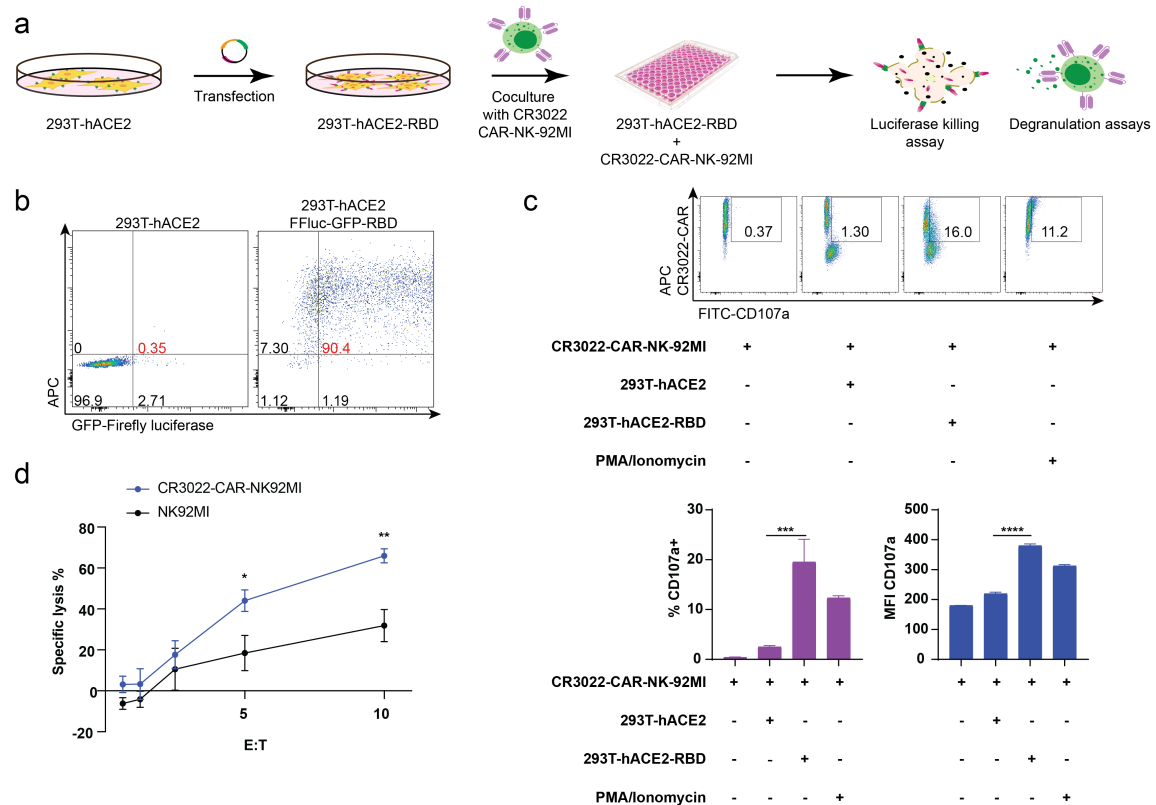 a
293T-hACE2
Transfection
293T-hACE2-RBD
Coculture
with CR3022
CAR-NK-92MI
293T-hACE2-RBD
+
CR3022-CAR-NK-92MI
Luciferase killing
assay
Degranulation assays
b
293T-hACE2
293T-hACE2
FFluc-GFP-RBD
0
0.35
96.9
2.71
7.30
90.4
1.12
1.19
APC
GFP-Firefly luciferase
c
APC
CR3022-CAR
0.37
1.30
16.0
11.2
FITC-CD107a
CR3022-CAR-NK-92MI + + + +
293T-hACE2 - + - -
293T-hACE2-RBD - - + -
PMA/Ionomycin - - - +
% CD107a+
30
20
10
0
***
MFI CD107a
500
400
300
200
100
0
****
CR3022-CAR-NK-92MI + + + + + + + +
293T-hACE2 - + - - - + - -
293T-hACE2-RBD - - + - - - + -
PMA/Ionomycin - - - + - - - +
d
CR3022-CAR-NK92MI
NK92MI
Specific lysis %
80
60
40
20
0
-20
*
**
5
10
E:T